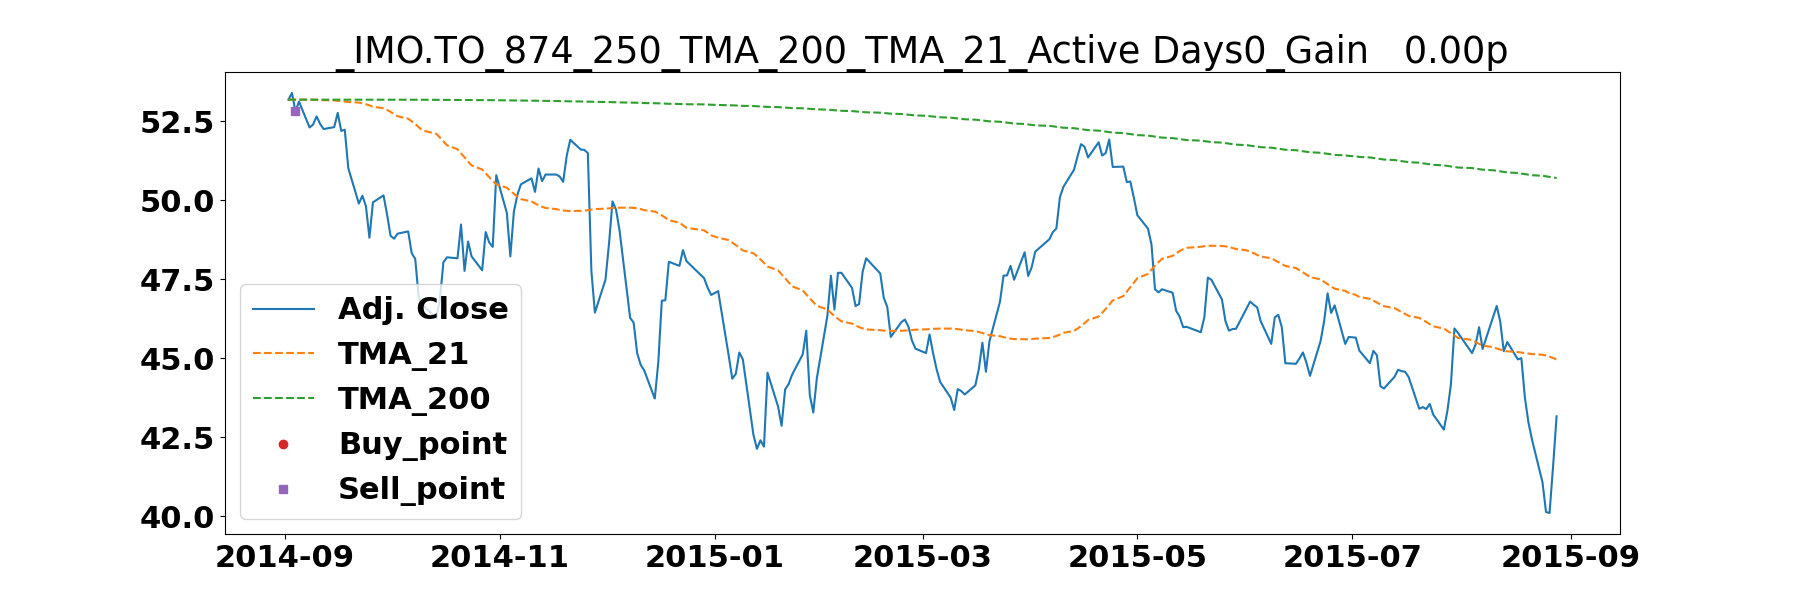 _IMO.TO_874_250_TMA_200_TMA_21_Active Days0_Gain   0.00p
52.5
50.0
47.5
45.0
42.5
40.0
Adj. Close
TMA_21
TMA_200
Buy_point
Sell_point
2014-09 2014-11 2015-01 2015-03 2015-05 2015-07 2015-09